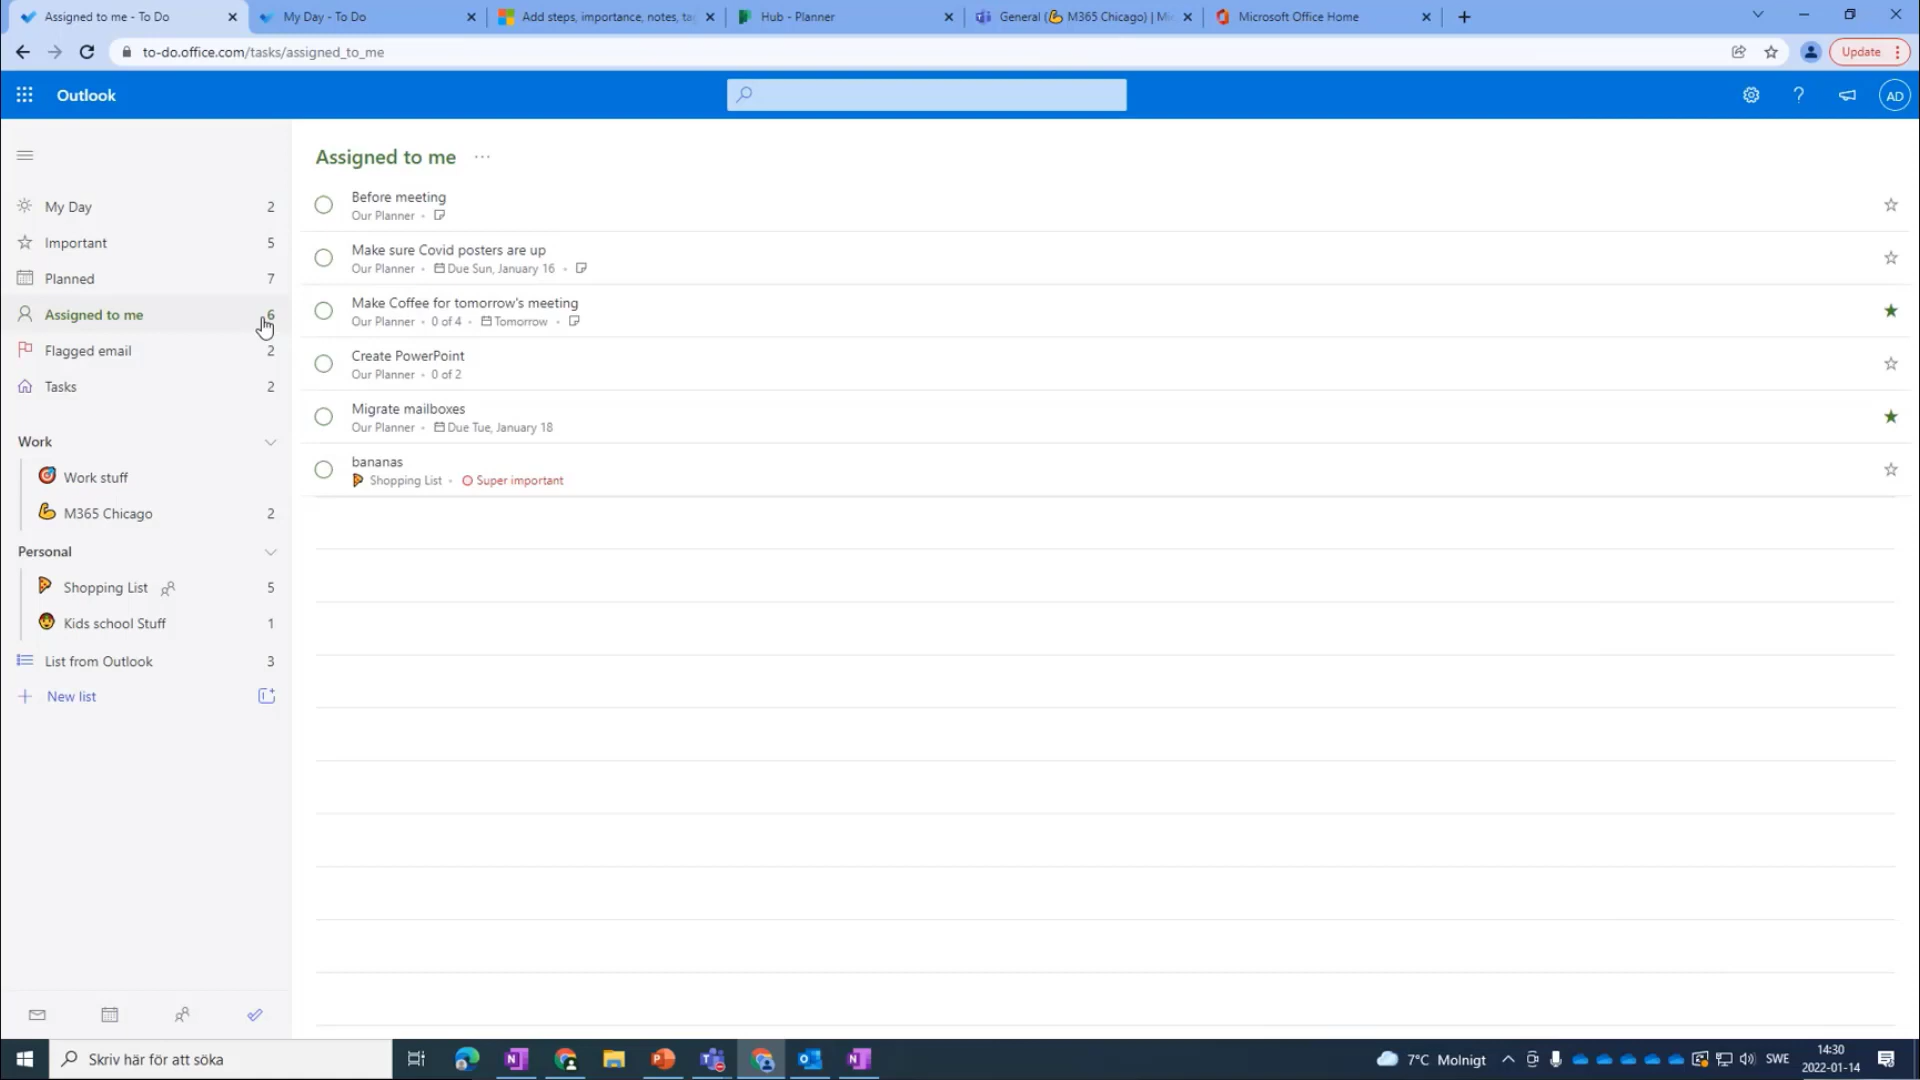 Assigned to me - To Do
My Day - To Do
Add steps, importance, notes, ta
Hub - Planner
General (💪 M365 Chicago) | Mi
Microsoft Office Home
to-do.office.com/tasks/assigned_to_me
Update
Outlook
AD
My Day 2
Important 5
Planned 7
Assigned to me 6
Flagged email 2
Tasks 2
Work
Work stuff
M365 Chicago 2
Personal
Shopping List 5
Kids school Stuff 1
List from Outlook 3
New list
Assigned to me ...
Before meeting
Our Planner
Make sure Covid posters are up
Our Planner • Due Sun, January 16
Make Coffee for tomorrow's meeting
Our Planner • 0 of 4 • Tomorrow
Create PowerPoint
Our Planner • 0 of 2
Migrate mailboxes
Our Planner • Due Tue, January 18
bananas
Shopping List • Super important
Skriv här för att söka
7°C Molnigt
SWE
14:30
2022-01-14